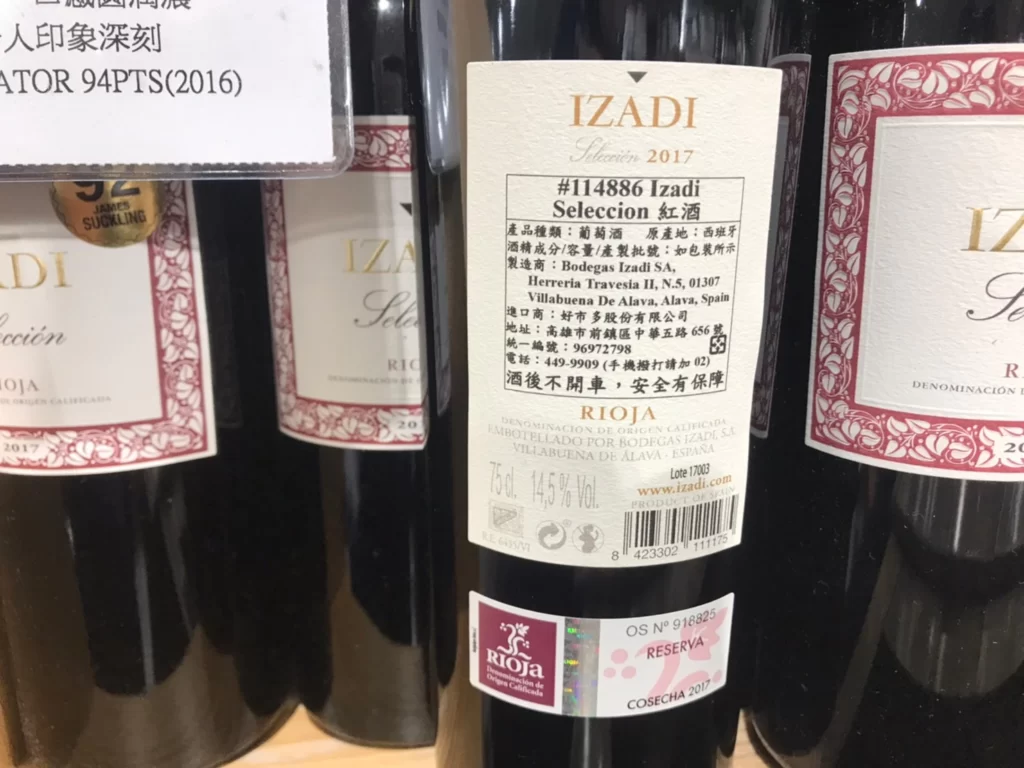 人印象深刻
ATOR 94PTS(2016)
92
JAMES
SUCKLING
ADI
ección
RIOJA
2017
IZA
Sele
RIOC
20
IZADI
Selección 2017
#114886 Izadi
Seleccion 紅酒
產品種類：葡萄酒 原產地：西班牙
酒精成分/容量/產製批號：如包裝所示
製造商：Bodegas Izadi SA,
Herreria Travesia II, N.5, 01307
Villabuena De Alava, Alava, Spain
進口商：好市多股份有限公司
地址：高雄市前鎮區中華五路 656 號
統一編號：96972798
電話：449-9909 (手機撥打請加 02)
酒後不開車，安全有保障
RIOJA
DENOMINACIÓN DE ORIGEN CALIFICADA
EMBOTELLADO POR BODEGAS IZADI, S.A.
VILLABUENA DE ÁLAVA - ESPAÑA
Lote 17003
75 cl. 14,5 % Vol.
www.izadi.com
PRODUCT OF SPAIN
8 423302 111175
RIOJA
Denominación de
Origen Calificada
OS Nº 918825
RESERVA
COSECHA 2017
IZ
Se
R
DENOMINACIÓN
20